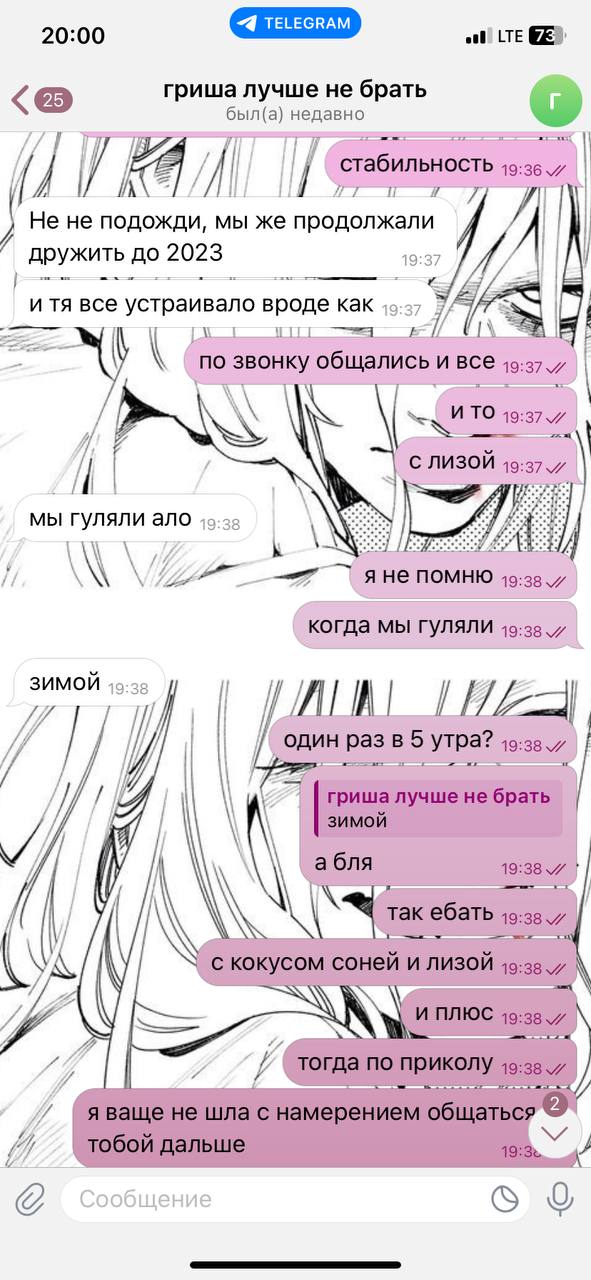 20:00
TELEGRAM
LTE
73
25
гриша лучше не брать
был(а) недавно
Г
стабильность 19:36
Не не подожди, мы же продолжали
дружить до 2023 19:37
и тя все устраивало вроде как 19:37
по звонку общались и все 19:37
и то 19:37
с лизой 19:37
мы гуляли ало 19:38
я не помню 19:38
когда мы гуляли 19:38
зимой 19:38
один раз в 5 утра? 19:38
гриша лучше не брать
зимой
а бля 19:38
так ебать 19:38
с кокусом соней и лизой 19:38
и плюс 19:38
тогда по приколу 19:38
2
я ваще не шла с намерением общаться
тобой дальше 19:38
Сообщение